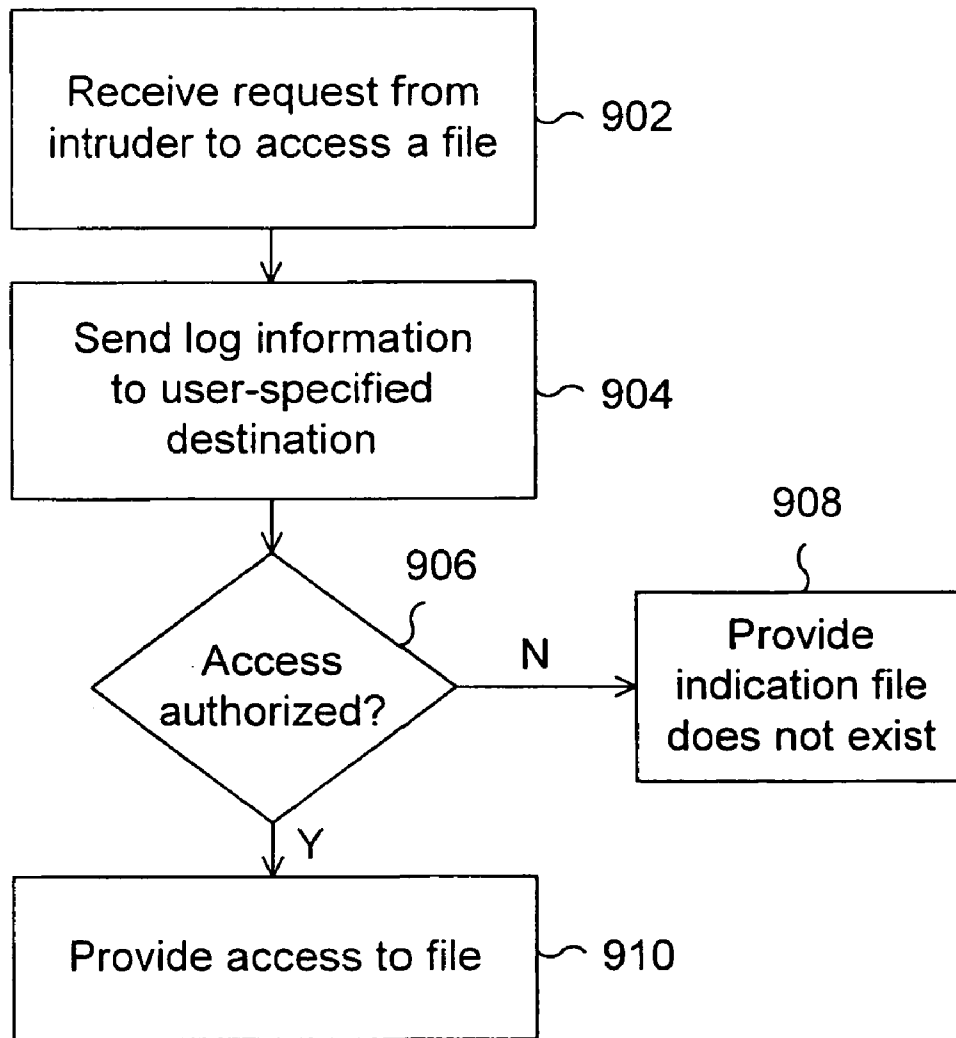 Receive request from
intruder to access a file
902
Send log information
to user-specified
destination
904
906
Access
authorized?
N
908
Provide
indication file
does not exist
Y
Provide access to file
910